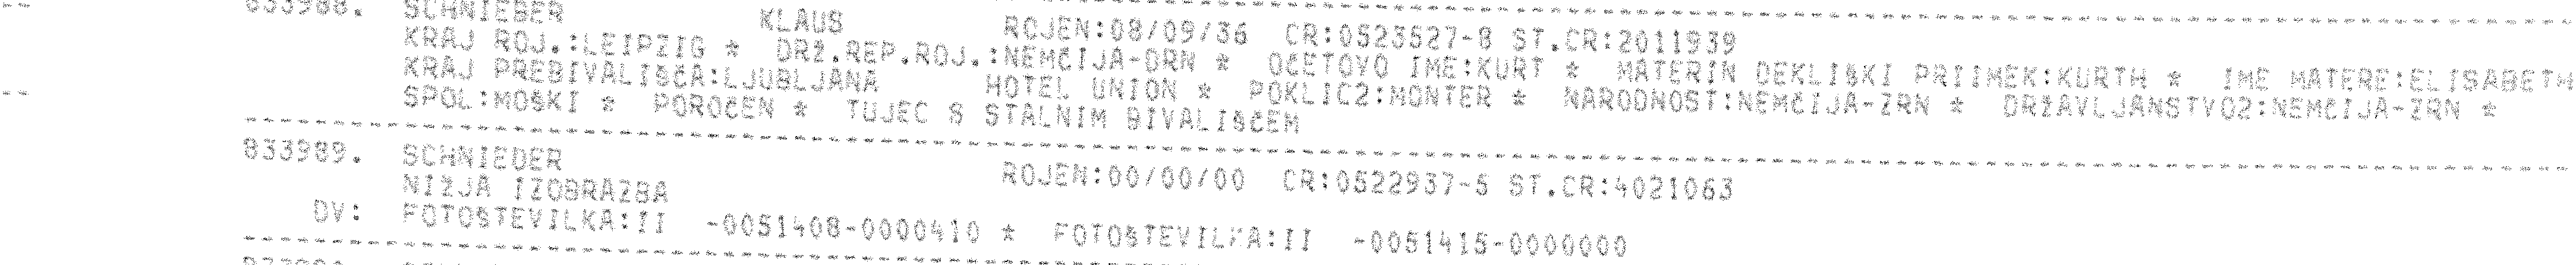 833988. SCHNIEBER KLAUS ROJEN:08/09/36 CR:0523527-8 ST.CR:2011939
KRAJ ROJ.:LEIPZIG * DRŽ.REP.ROJ.:NEMČIJA-DRN * OČETOVO IME:KURT * MATERIN DEKLIŠKI PRIIMEK:KURTH * IME MATERE:ELISABETH
KRAJ PREBIVALIŠČA:LJUBLJANA HOTEL UNION * POKLIC2:MONTER * NARODNOST:NEMČIJA-ZRN * DRŽAVLJANSTVO2:NEMČIJA-ZRN *
SPOL:MOŠKI * POROČEN * TUJEC S STALNIM BIVALIŠČEM
833989. SCHNIEDER ROJEN:00/00/00 CR:0522937-5 ST.CR:4021063
NIŽJA IZOBRAZBA
DV: FOTOŠTEVILKA:II -0051408-0000410 * FOTOŠTEVILKA:II -0051415-0000000